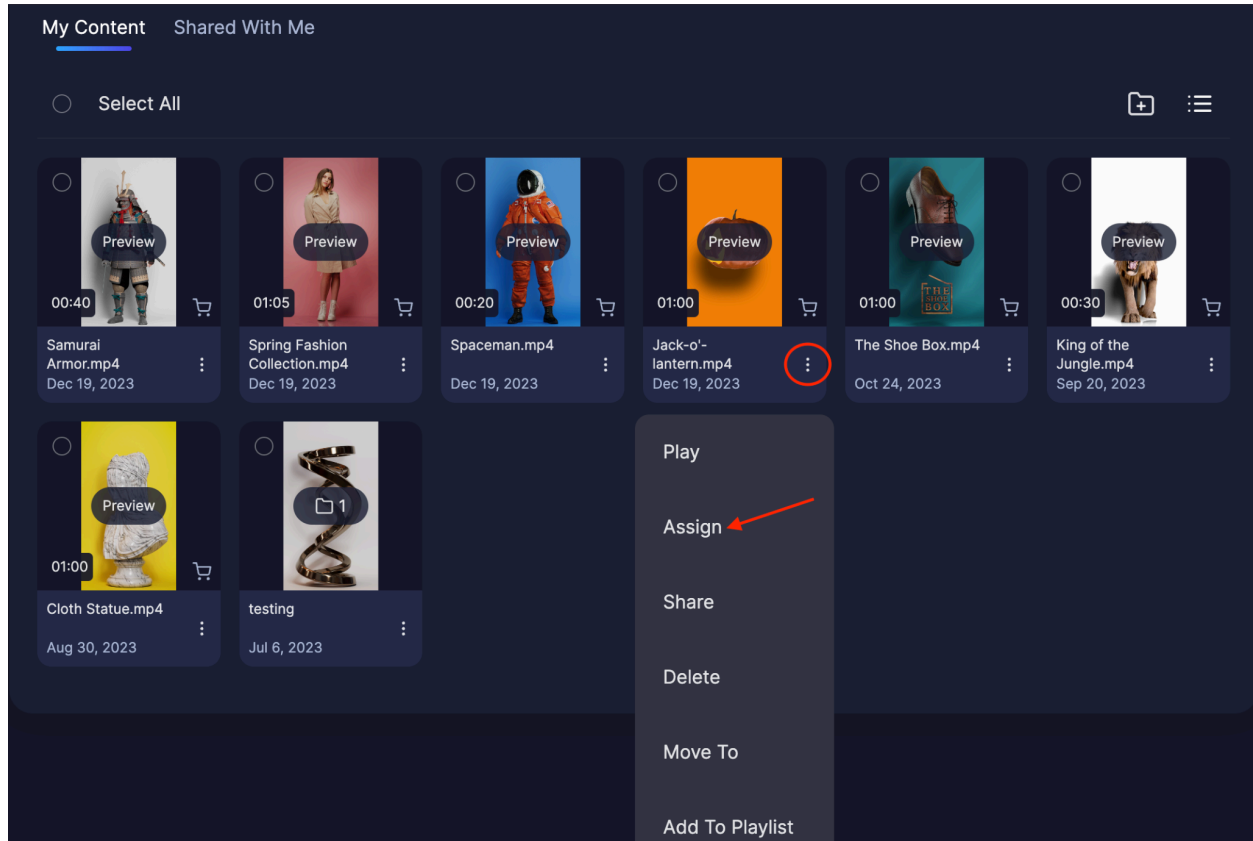 My Content
Shared With Me
Select All
Preview
00:40
Preview
01:05
Preview
00:20
Preview
01:00
Preview
THE
SHOE
BOX
01:00
Preview
00:30
Samurai
Armor.mp4
Dec 19, 2023
Spring Fashion
Collection.mp4
Dec 19, 2023
Spaceman.mp4
Dec 19, 2023
Jack-o'-
lantern.mp4
Dec 19, 2023
The Shoe Box.mp4
Oct 24, 2023
King of the
Jungle.mp4
Sep 20, 2023
Preview
01:00
1
Cloth Statue.mp4
Aug 30, 2023
testing
Jul 6, 2023
Play
Assign
Share
Delete
Move To
Add To Playlist